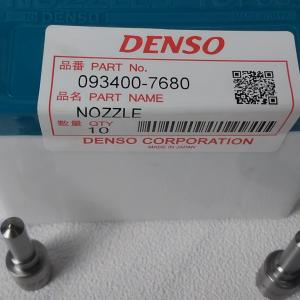 DENSO
品番 PART No.
093400-7680
品名 PART NAME
NOZZLE
数量 QTY
10
DENSO CORPORATION
MADE IN JAPAN